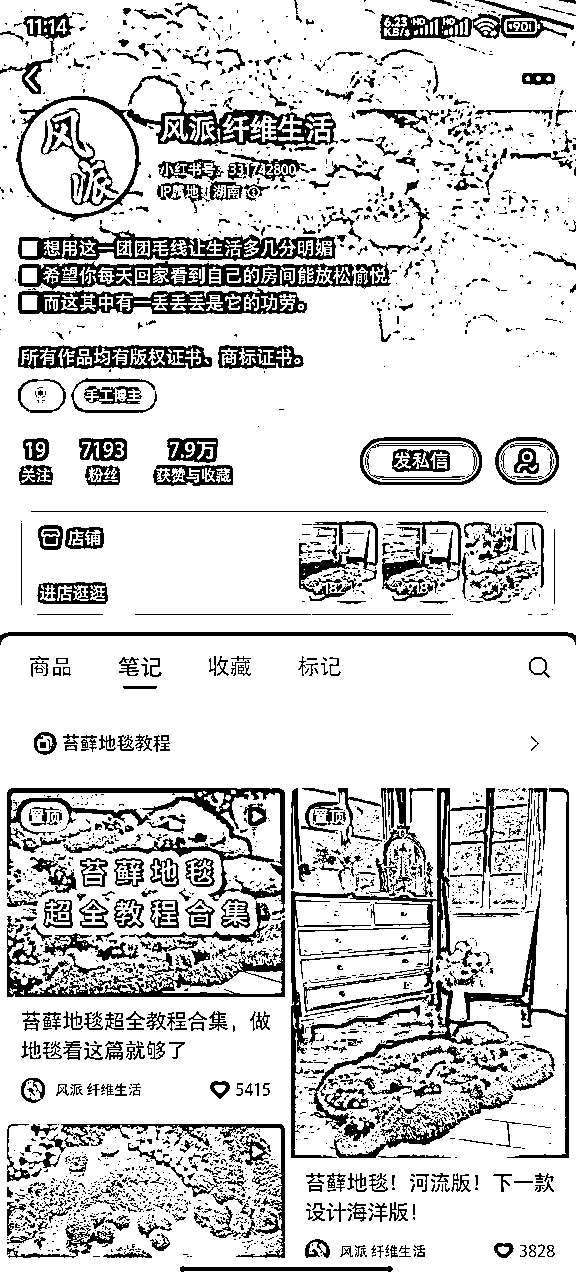 11:14
6.23 KB/s HD HD 90
风派 纤维生活
小红书号：331742800
IP属地：湖南
风派
想用这一团团毛线让生活多几分明媚
希望你每天回家看到自己的房间能放松愉悦
而这其中有一丢丢丢是它的功劳。
所有作品均有版权证书、商标证书。
手工博主
19 7193 7.9万
关注 粉丝 获赞与收藏
发私信
店铺
进店逛逛
商品 笔记 收藏 标记
苔藓地毯教程
置顶
苔藓地毯
超全教程合集
苔藓地毯超全教程合集，做
地毯看这篇就够了
风派 纤维生活 5415
置顶
苔藓地毯！河流版！下一款
设计海洋版！
风派 纤维生活 3828